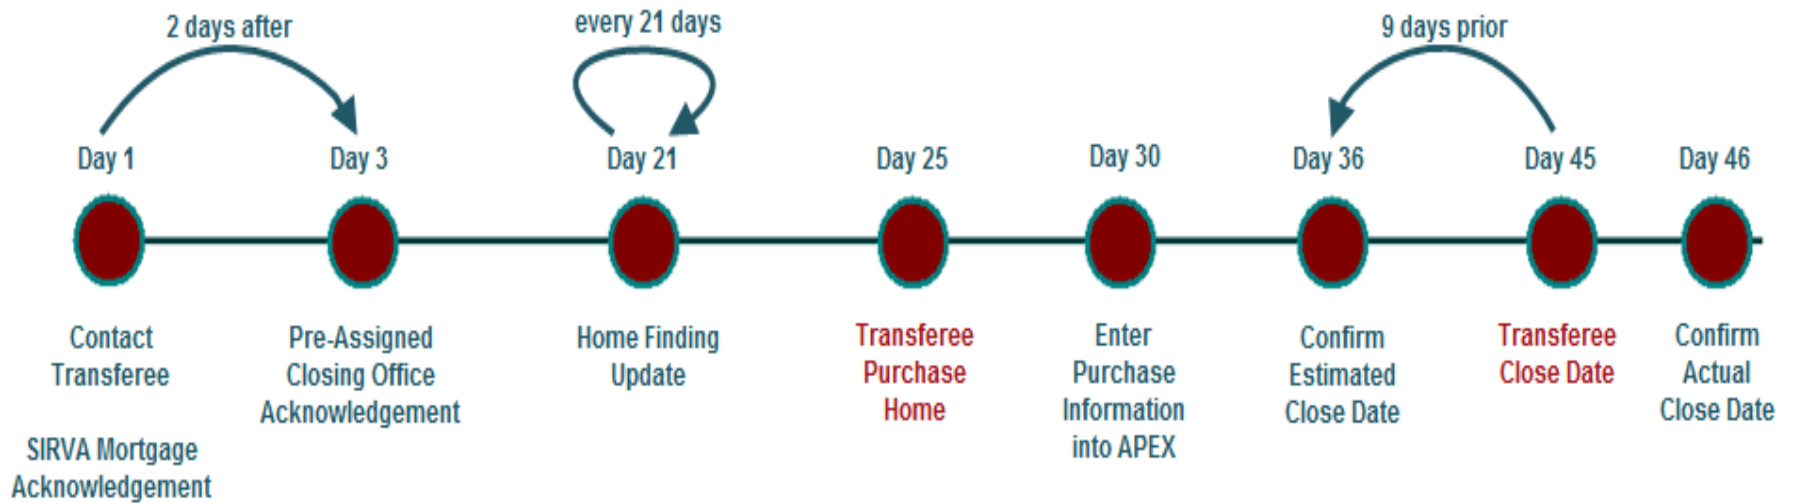 2 days after
every 21 days
9 days prior
Day 1
Day 3
Day 21
Day 25
Day 30
Day 36
Day 45
Day 46
Contact
Transferee
SIRVA Mortgage
Acknowledgement
Pre-Assigned
Closing Office
Acknowledgement
Home Finding
Update
Transferee
Purchase
Home
Enter
Purchase
Information
into APEX
Confirm
Estimated
Close Date
Transferee
Close Date
Confirm
Actual
Close Date